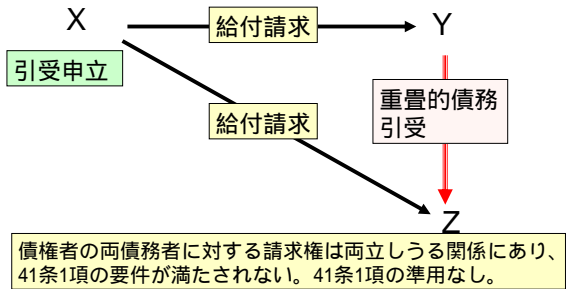 X
給付請求
Y
引受申立
重畳的債務
引受
給付請求
Z
債権者の両債務者に対する請求権は両立しうる関係にあり、
41条1項の要件が満たされない。41条1項の準用なし。